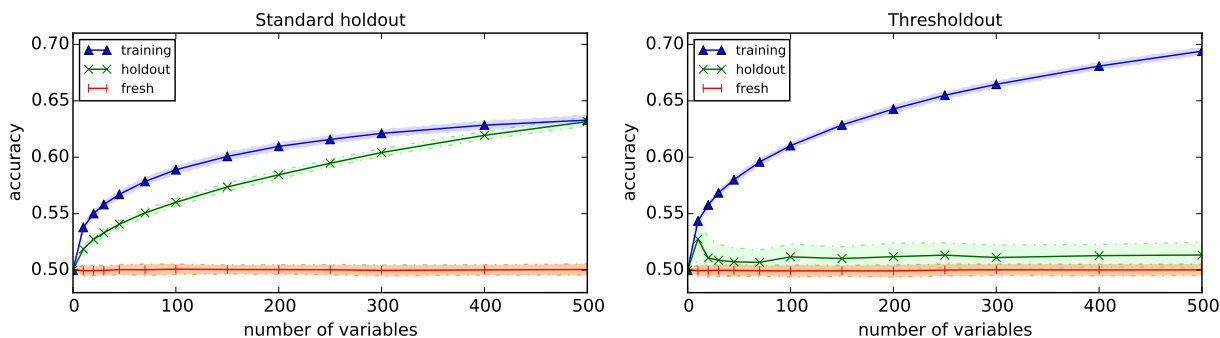 Standard holdout
0.70
0.65
0.60
0.55
0.50
accuracy
training
holdout
fresh
0 100 200 300 400 500
number of variables
Thresholdout
0.70
0.65
0.60
0.55
0.50
accuracy
training
holdout
fresh
0 100 200 300 400 500
number of variables